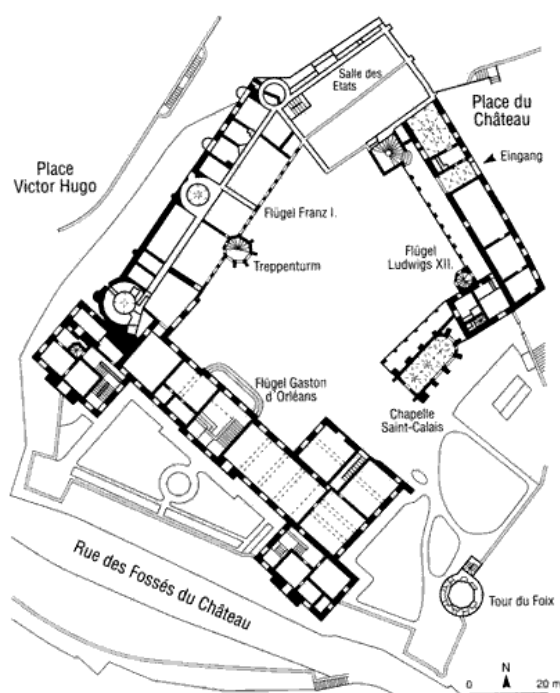 Salle des
Etats
Place du
Château
Eingang
Place
Victor Hugo
Flügel Franz I.
Treppenturm
Flügel
Ludwigs XII.
Flügel Gaston
d´Orléans
Chapelle
Saint-Calais
Rue des Fossés du Château
Tour du Foix
N
0 20 m